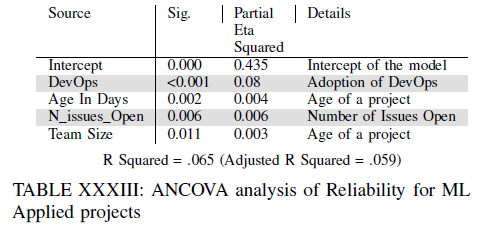 Source Sig. Partial Eta Squared Details
Intercept 0.000 0.435 Intercept of the model
DevOps <0.001 0.08 Adoption of DevOps
Age In Days 0.002 0.004 Age of a project
N_issues_Open 0.006 0.006 Number of Issues Open
Team Size 0.011 0.003 Age of a project
R Squared = .065 (Adjusted R Squared = .059)
TABLE XXXIII: ANCOVA analysis of Reliability for ML
Applied projects